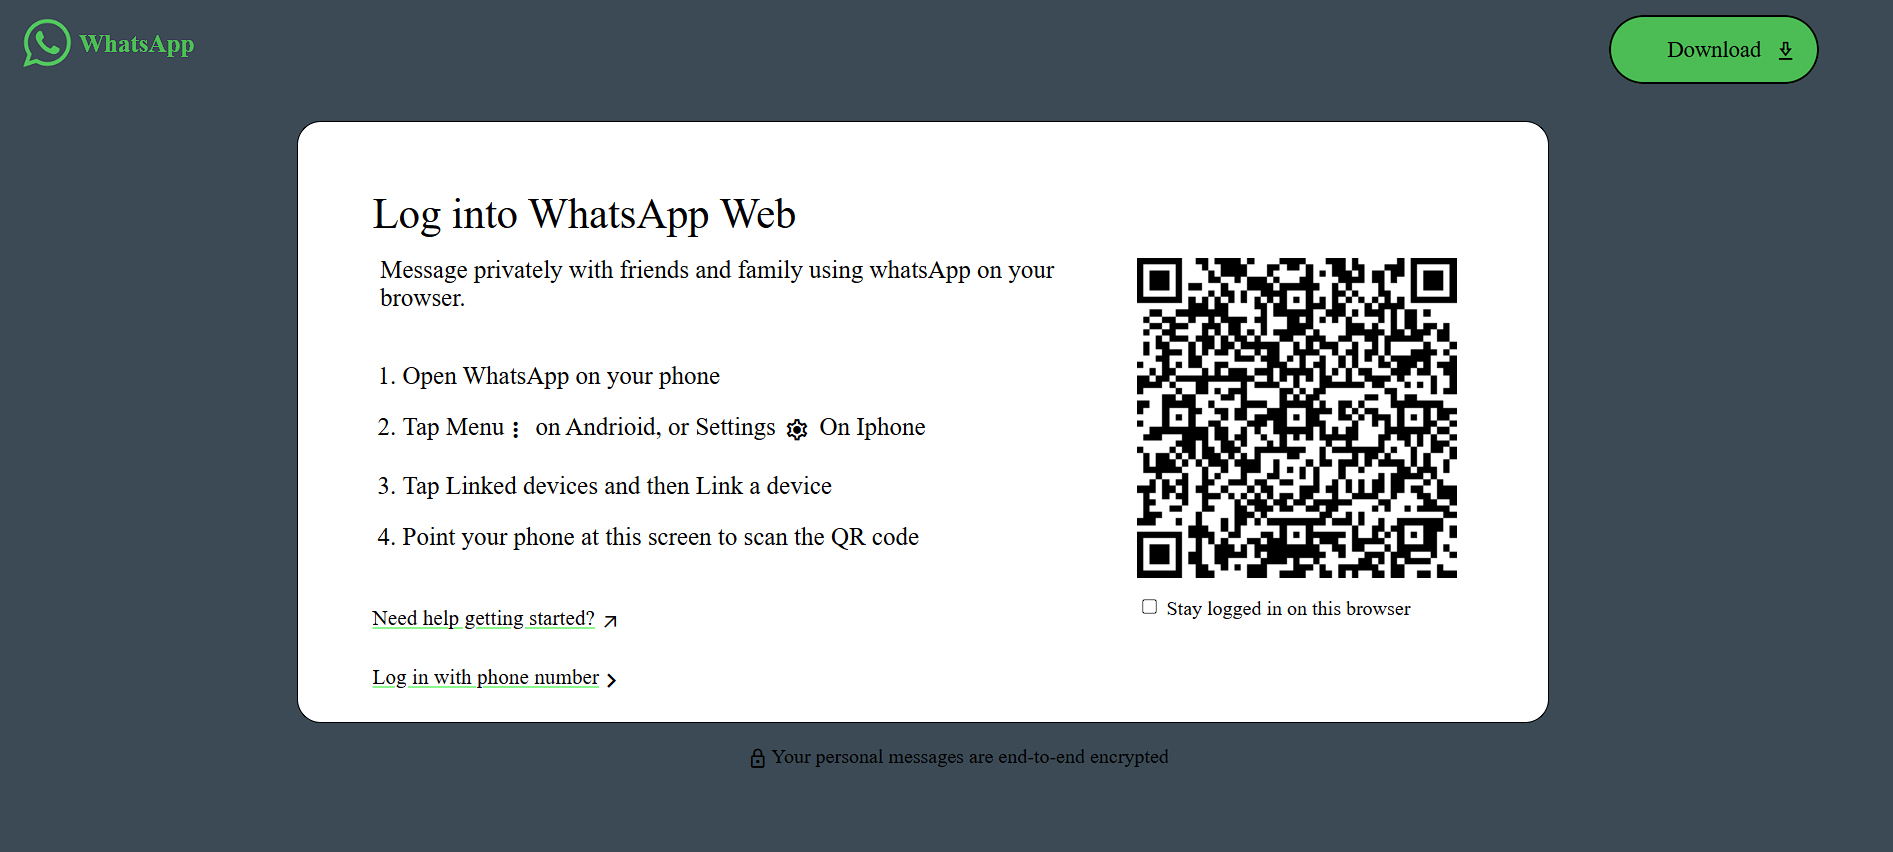 WhatsApp
Download
Log into WhatsApp Web
Message privately with friends and family using whatsApp on your
browser.
1. Open WhatsApp on your phone
2. Tap Menu on Andrioid, or Settings On Iphone
3. Tap Linked devices and then Link a device
4. Point your phone at this screen to scan the QR code
Need help getting started?
Log in with phone number
Stay logged in on this browser
Your personal messages are end-to-end encrypted